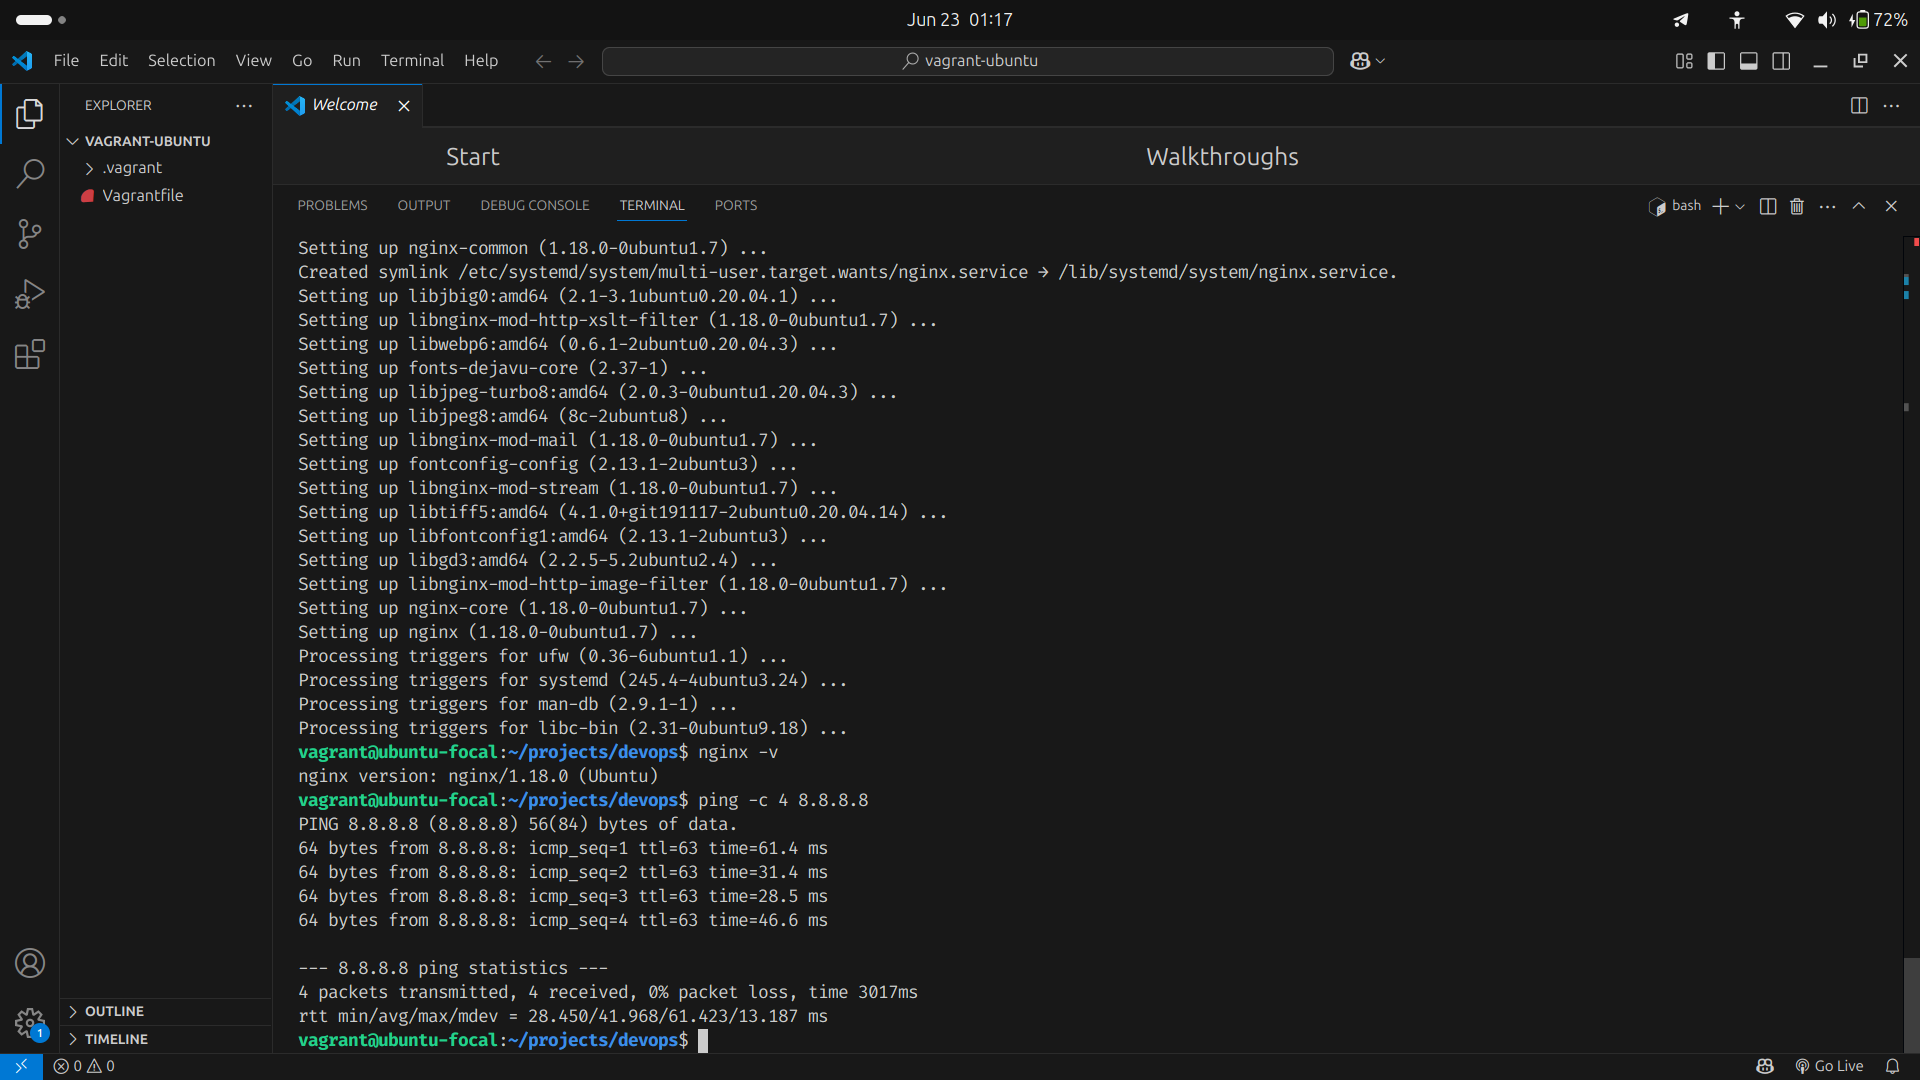 Jun 23 01:17
72%
File Edit Selection View Go Run Terminal Help
vagrant-ubuntu
EXPLORER
Welcome
VAGRANT-UBUNTU
.vagrant
Vagrantfile
Start
Walkthroughs
PROBLEMS OUTPUT DEBUG CONSOLE TERMINAL PORTS
bash
Setting up nginx-common (1.18.0-0ubuntu1.7) ...
Created symlink /etc/systemd/system/multi-user.target.wants/nginx.service → /lib/systemd/system/nginx.service.
Setting up libjbig0:amd64 (2.1-3.1ubuntu0.20.04.1) ...
Setting up libnginx-mod-http-xslt-filter (1.18.0-0ubuntu1.7) ...
Setting up libwebp6:amd64 (0.6.1-2ubuntu0.20.04.3) ...
Setting up fonts-dejavu-core (2.37-1) ...
Setting up libjpeg-turbo8:amd64 (2.0.3-0ubuntu1.20.04.3) ...
Setting up libjpeg8:amd64 (8c-2ubuntu8) ...
Setting up libnginx-mod-mail (1.18.0-0ubuntu1.7) ...
Setting up fontconfig-config (2.13.1-2ubuntu3) ...
Setting up libnginx-mod-stream (1.18.0-0ubuntu1.7) ...
Setting up libtiff5:amd64 (4.1.0+git191117-2ubuntu0.20.04.14) ...
Setting up libfontconfig1:amd64 (2.13.1-2ubuntu3) ...
Setting up libgd3:amd64 (2.2.5-5.2ubuntu2.4) ...
Setting up libnginx-mod-http-image-filter (1.18.0-0ubuntu1.7) ...
Setting up nginx-core (1.18.0-0ubuntu1.7) ...
Setting up nginx (1.18.0-0ubuntu1.7) ...
Processing triggers for ufw (0.36-6ubuntu1.1) ...
Processing triggers for systemd (245.4-4ubuntu3.24) ...
Processing triggers for man-db (2.9.1-1) ...
Processing triggers for libc-bin (2.31-0ubuntu9.18) ...
vagrant@ubuntu-focal:~/projects/devops$ nginx -v
nginx version: nginx/1.18.0 (Ubuntu)
vagrant@ubuntu-focal:~/projects/devops$ ping -c 4 8.8.8.8
PING 8.8.8.8 (8.8.8.8) 56(84) bytes of data.
64 bytes from 8.8.8.8: icmp_seq=1 ttl=63 time=61.4 ms
64 bytes from 8.8.8.8: icmp_seq=2 ttl=63 time=31.4 ms
64 bytes from 8.8.8.8: icmp_seq=3 ttl=63 time=28.5 ms
64 bytes from 8.8.8.8: icmp_seq=4 ttl=63 time=46.6 ms
--- 8.8.8.8 ping statistics ---
4 packets transmitted, 4 received, 0% packet loss, time 3017ms
rtt min/avg/max/mdev = 28.450/41.968/61.423/13.187 ms
vagrant@ubuntu-focal:~/projects/devops$
OUTLINE
TIMELINE
1
0 0
Go Live